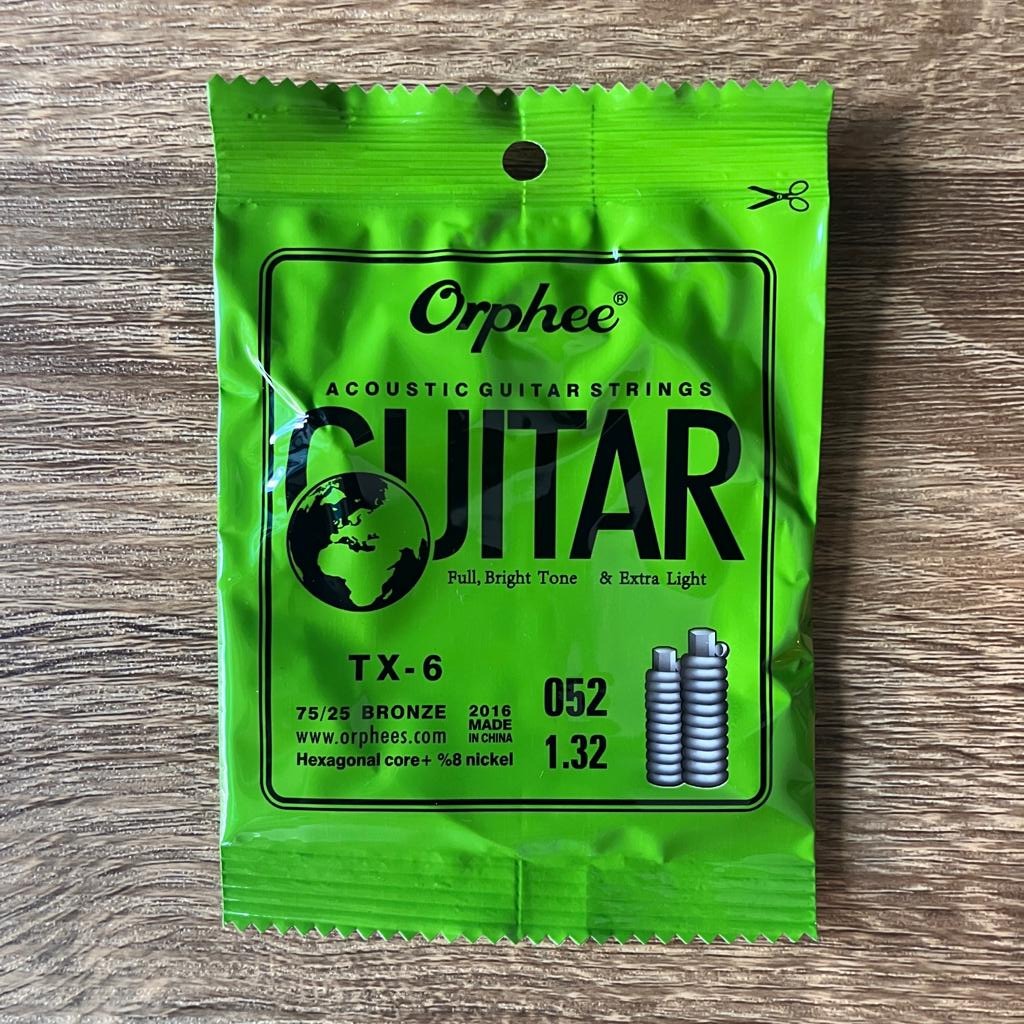 Orphee®
ACOUSTIC GUITAR STRINGS
GUITAR
Full, Bright Tone & Extra Light
TX-6
75/25 BRONZE
www.orphees.com
2016
MADE
IN CHINA
Hexagonal core+ %8 nickel
052
1.32